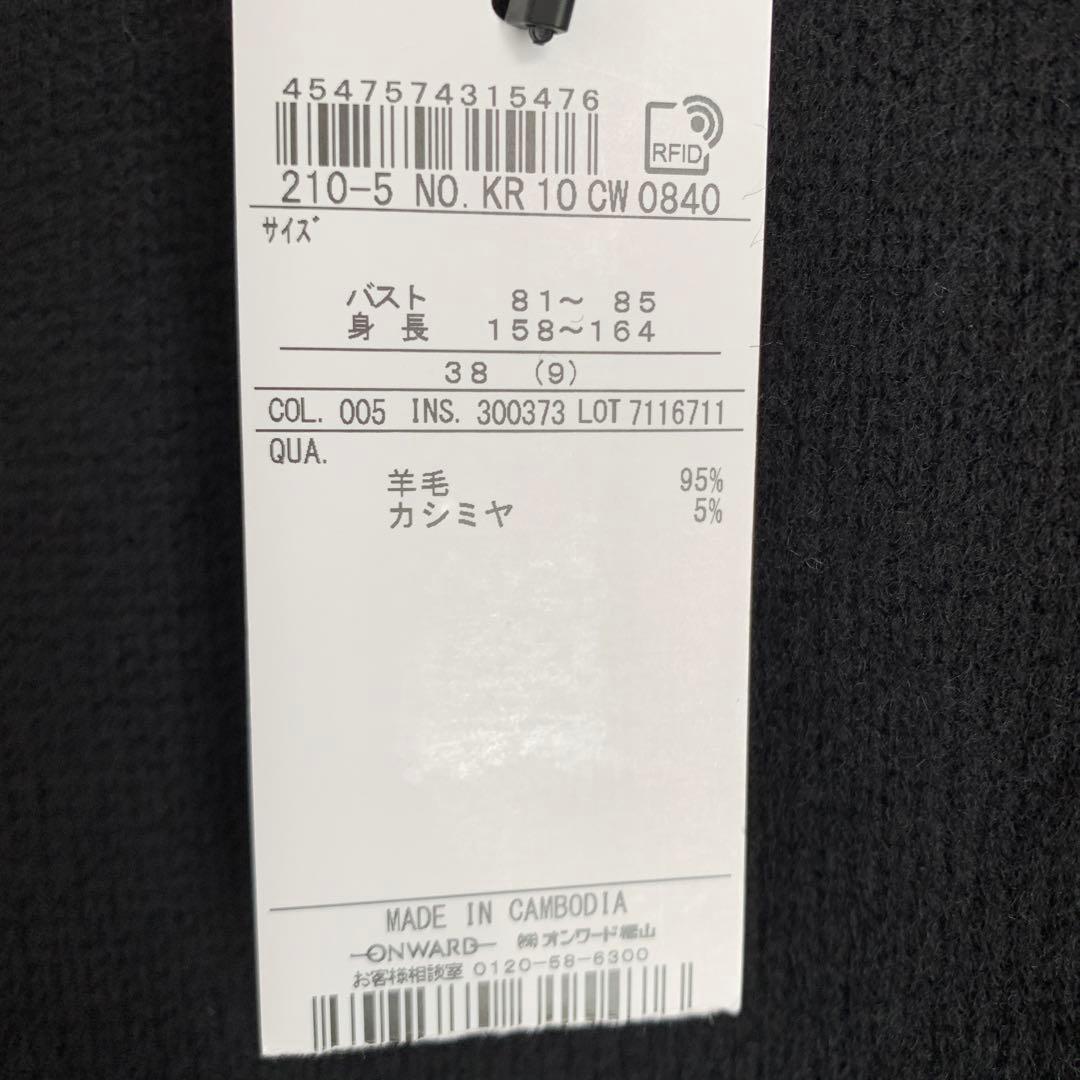 4547574315476
RFID
210-5 NO. KR 10 CW 0840
ｻｲｽﾞ
バスト 81～ 85
身 長 158～164
38 (9)
COL. 005 INS. 300373 LOT 7116711
QUA.
羊毛 95%
カシミヤ 5%
MADE IN CAMBODIA
ONWARD ㈱オンワード樫山
お客様相談室 0120-58-6300